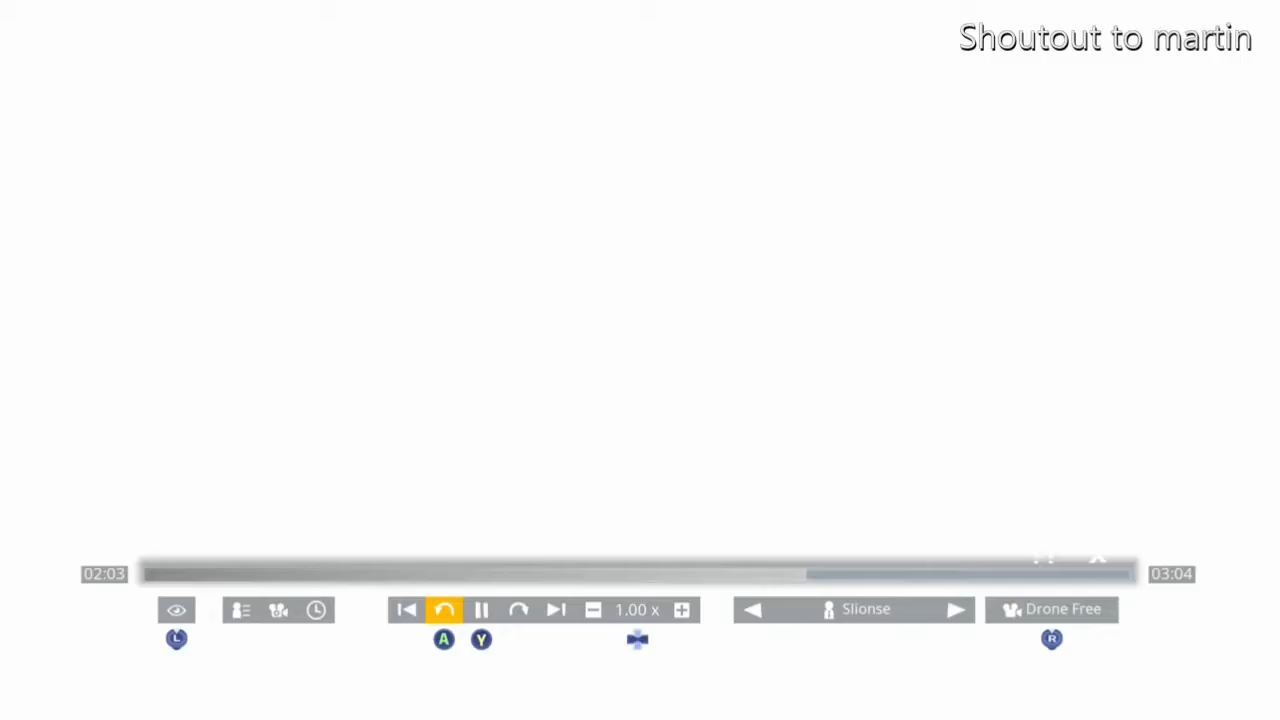 Shoutout to martin
02:03
03:04
1.00 x
Slionse
Drone Free
L
A
Y
R